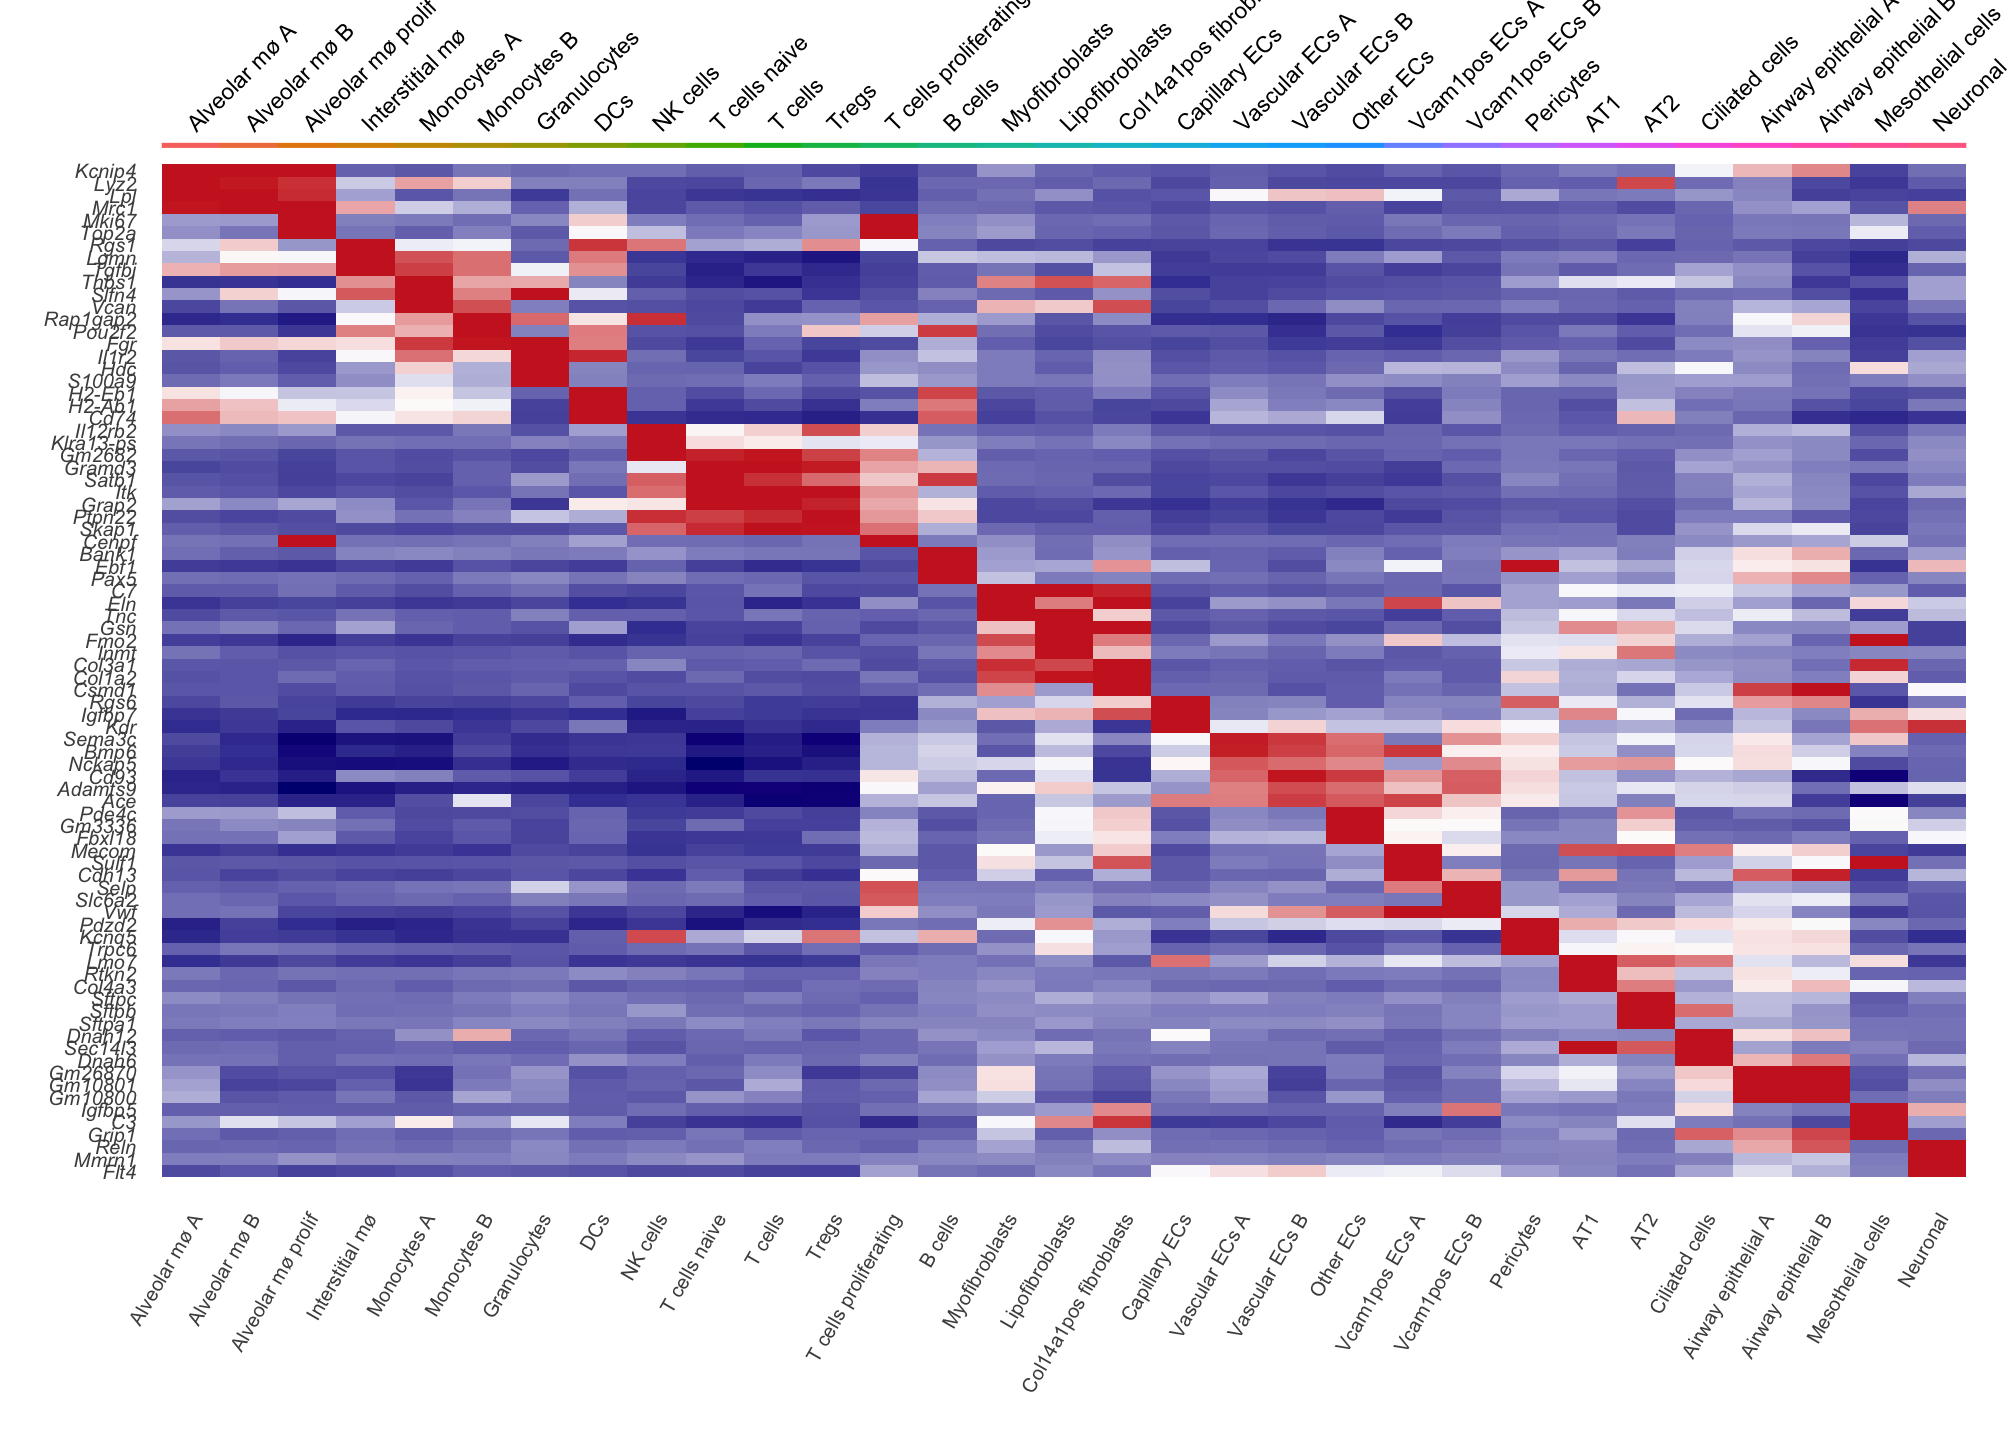 Alveolar mø A
Alveolar mø B
Alveolar mø prolif
Interstitial mø
Monocytes A
Monocytes B
Granulocytes
DCs
NK cells
T cells naive
T cells
Tregs
T cells proliferating
B cells
Myofibroblasts
Lipofibroblasts
Col14a1pos fibrobl
Capillary ECs
Vascular ECs A
Vascular ECs B
Other ECs
Vcam1pos ECs A
Vcam1pos ECs B
Pericytes
AT1
AT2
Ciliated cells
Airway epithelial A
Airway epithelial B
Mesothelial cells
Neuronal
Kcnip4
Lyz2
Lpl
Mrc1
Mki67
Top2a
Rgs1
Lgmn
Tgfbi
Thbs1
Slfn4
Vcan
Rap1gap2
Pou2f2
Fgr
Il1r2
Hdc
S100a9
H2-Eb1
H2-Ab1
Cd74
Il12rb2
Klra13-ps
Gm2682
Gramd3
Satb1
Itk
Grap2
Ptpn22
Skap1
Cenpf
Bank1
Ebf1
Pax5
C7
Eln
Tnc
Gsn
Fmo2
Inmt
Col3a1
Col1a2
Csmd1
Rgs6
Igfbp7
Kdr
Sema3c
Bmp6
Nckap5
Cd93
Adamts9
Ace
Pde4c
Gm3336
Fbxl18
Mecom
Sulf1
Cdh13
Selp
Slc6a2
Vwf
Pdzd2
Kcnq5
Trpc6
Lmo7
Rtkn2
Col4a3
Sftpc
Sftpb
Sftpa1
Dnah12
Sec14l3
Dnah6
Gm26870
Gm10801
Gm10800
Igfbp5
C3
Grip1
Reln
Mmrn1
Flt4
Alveolar mø A
Alveolar mø B
Alveolar mø prolif
Interstitial mø
Monocytes A
Monocytes B
Granulocytes
DCs
NK cells
T cells naive
T cells
Tregs
T cells proliferating
B cells
Myofibroblasts
Lipofibroblasts
Col14a1pos fibroblasts
Capillary ECs
Vascular ECs A
Vascular ECs B
Other ECs
Vcam1pos ECs A
Vcam1pos ECs B
Pericytes
AT1
AT2
Ciliated cells
Airway epithelial A
Airway epithelial B
Mesothelial cells
Neuronal